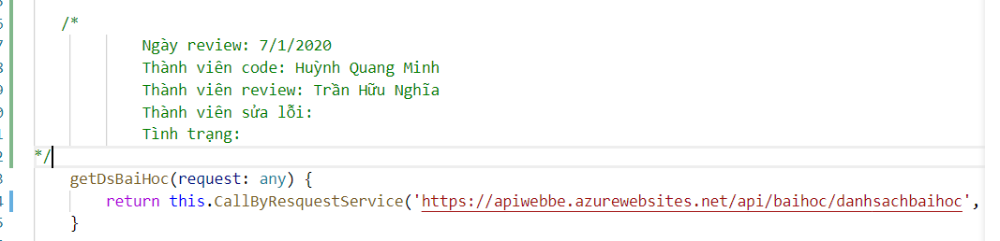 /*
Ngày review: 7/1/2020
Thành viên code: Huỳnh Quang Minh
Thành viên review: Trần Hữu Nghĩa
Thành viên sửa lỗi:
Tình trạng:
*/
getDsBaiHoc(request: any) {
return this.CallByResquestService('https://apiwebbe.azurewebsites.net/api/baihoc/danhsachbaihoc',
}